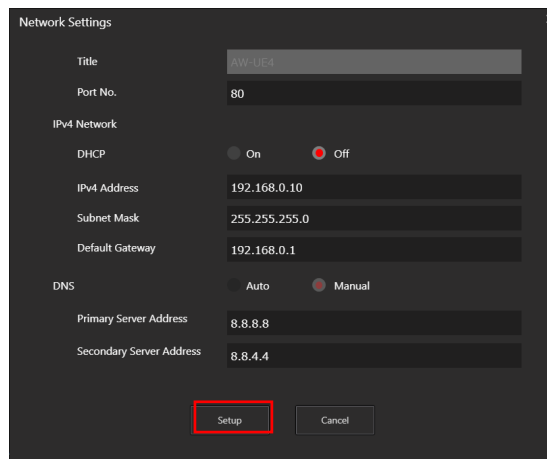 Network Settings
Title AW-UE4
Port No. 80
IPv4 Network
DHCP On Off
IPv4 Address 192.168.0.10
Subnet Mask 255.255.255.0
Default Gateway 192.168.0.1
DNS Auto Manual
Primary Server Address 8.8.8.8
Secondary Server Address 8.8.4.4
Setup Cancel